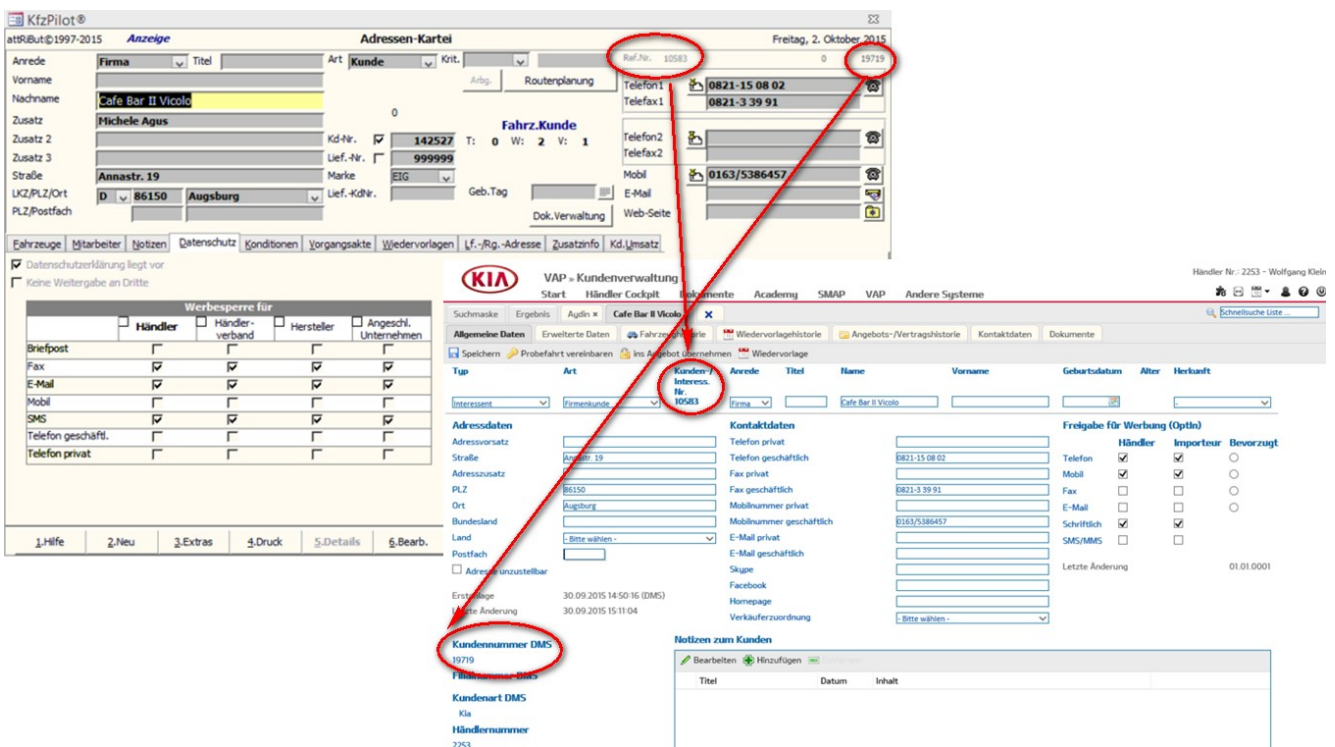 KfzPilot®
attRiBut©1997-2015 Anzeige Adressen-Kartei Freitag, 2. Oktober 2015
Anrede Firma Titel Art Kunde Krit. Ref.Nr. 10583 0 19719
Vorname Arbg. Routenplanung Telefon1 0821-15 08 02
Nachname Cafe Bar II Vicolo Telefax1 0821-3 39 91
Zusatz Michele Agus 0 Fahrz.Kunde
Zusatz 2 Kd-Nr. 142527 T: 0 W: 2 V: 1 Telefon2
Zusatz 3 Lief.-Nr. 999999 Telefax2
Straße Annastr. 19 Marke EIG Mobil 0163/5386457
LKZ/PLZ/Ort D 86150 Augsburg Lief.-KdNr. Geb.Tag E-Mail
PLZ/Postfach Dok.Verwaltung Web-Seite
Fahrzeuge Mitarbeiter Notizen Datenschutz Konditionen Vorgangsakte Wiedervorlagen Lf.-/Rg.-Adresse Zusatzinfo Kd.Umsatz
Datenschutzerklärung liegt vor
Keine Weitergabe an Dritte
Werbesperre für
Händler Händler-verband Hersteller Angeschl. Unternehmen
Briefpost
Fax
E-Mail
Mobil
SMS
Telefon geschäftl.
Telefon privat
1.Hilfe 2.Neu 3.Extras 4.Druck 5.Details 6.Bearb.
KIA VAP » Kundenverwaltung Händler Nr.: 2253 - Wolfgang Klein
Start Händler Cockpit Dokumente Academy SMAP VAP Andere Systeme
Suchmaske Ergebnis Aydin x Cafe Bar II Vicolo X Schnellsuche Liste ...
Allgemeine Daten Erweiterte Daten Fahrzeughistorie Wiedervorlagehistorie Angebots-/Vertragshistorie Kontaktdaten Dokumente
Speichern Probefahrt vereinbaren ins Angebot übernehmen Wiedervorlage
Typ Art Kunden-/ Interess. Nr. Anrede Titel Name Vorname Geburtsdatum Alter Herkunft
Interessent Firmenkunde 10583 Firma Cafe Bar II Vicolo -
Adressdaten Kontaktdaten Freigabe für Werbung (OptIn)
Adressvorsatz Telefon privat Händler Importeur Bevorzugt
Straße Annastr. 19 Telefon geschäftlich 0821-15 08 02 Telefon
Adresszusatz Fax privat Mobil
PLZ 86150 Fax geschäftlich 0821-3 39 91 Fax
Ort Augsburg Mobilnummer privat E-Mail
Bundesland Mobilnummer geschäftlich 0163/5386457 Schriftlich
Land - Bitte wählen - E-Mail privat SMS/MMS
Postfach E-Mail geschäftlich
Adresse unzustellbar Skype Letzte Änderung 01.01.0001
Facebook
Erstanlage 30.09.2015 14:50:16 (DMS) Homepage
Letzte Änderung 30.09.2015 15:11:04 Verkäuferzuordnung - Bitte wählen -
Kundennummer DMS Notizen zum Kunden
19719 Bearbeiten Hinzufügen
Filialnummer DMS Titel Datum Inhalt
Kundenart DMS
Kia
Händlernummer
2253